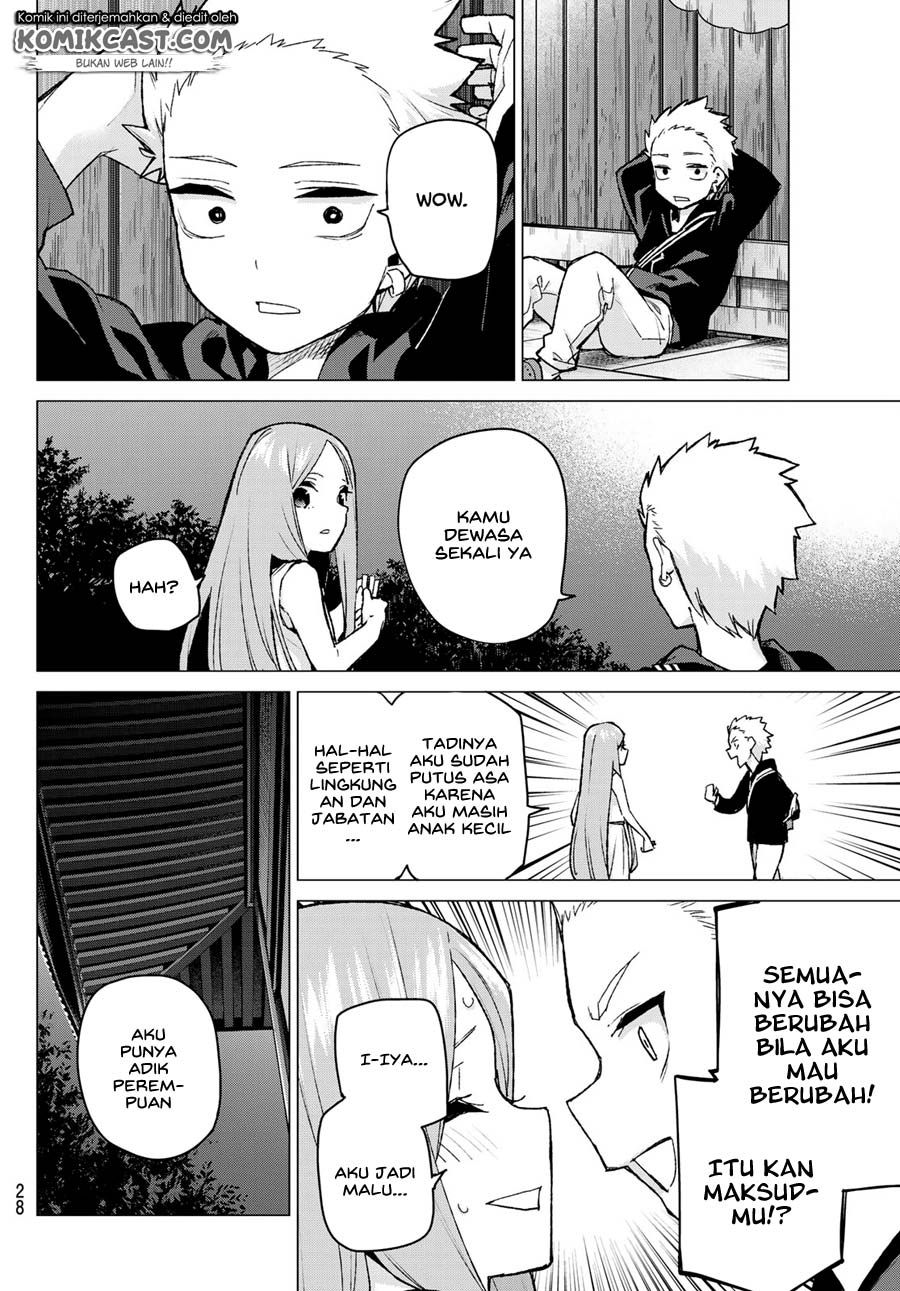 Komik ini diterjemahkan & diedit oleh
KOMIKCAST.COM
BUKAN WEB LAIN!!
WOW.
KAMU
DEWASA
SEKALI YA
HAH?
TADINYA
AKU SUDAH
PUTUS ASA
KARENA
AKU MASIH
ANAK KECIL
HAL-HAL
SEPERTI
LINGKUNG
AN DAN
JABATAN
...
SEMUA-
NYA BISA
BERUBAH
BILA AKU
MAU
BERUBAH!
ITU KAN
MAKSUD-
MU!?
I-IYA...
AKU JADI
MALU...
AKU
PUNYA
ADIK
PEREM-
PUAN
28